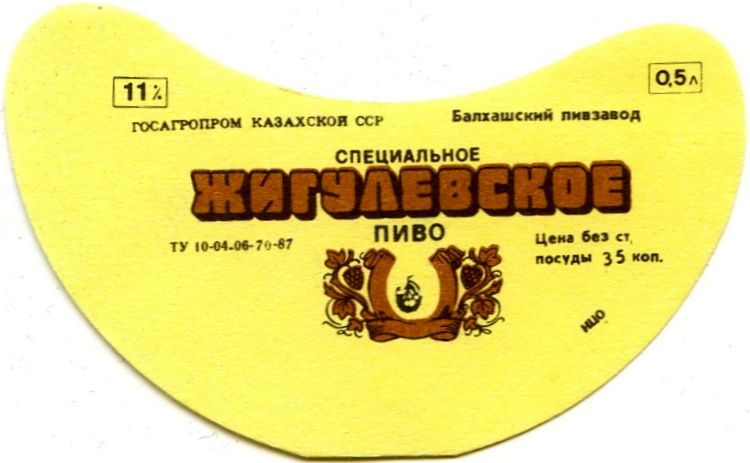 11%
0,5л
ГОСАГРОПРОМ КАЗАХСКОЙ ССР
Балхашский пивзавод
СПЕЦИАЛЬНОЕ
ЖИГУЛЕВСКОЕ
ПИВО
ТУ 10-04-06-70-87
Цена без ст,
посуды 35 коп.
ИЦО